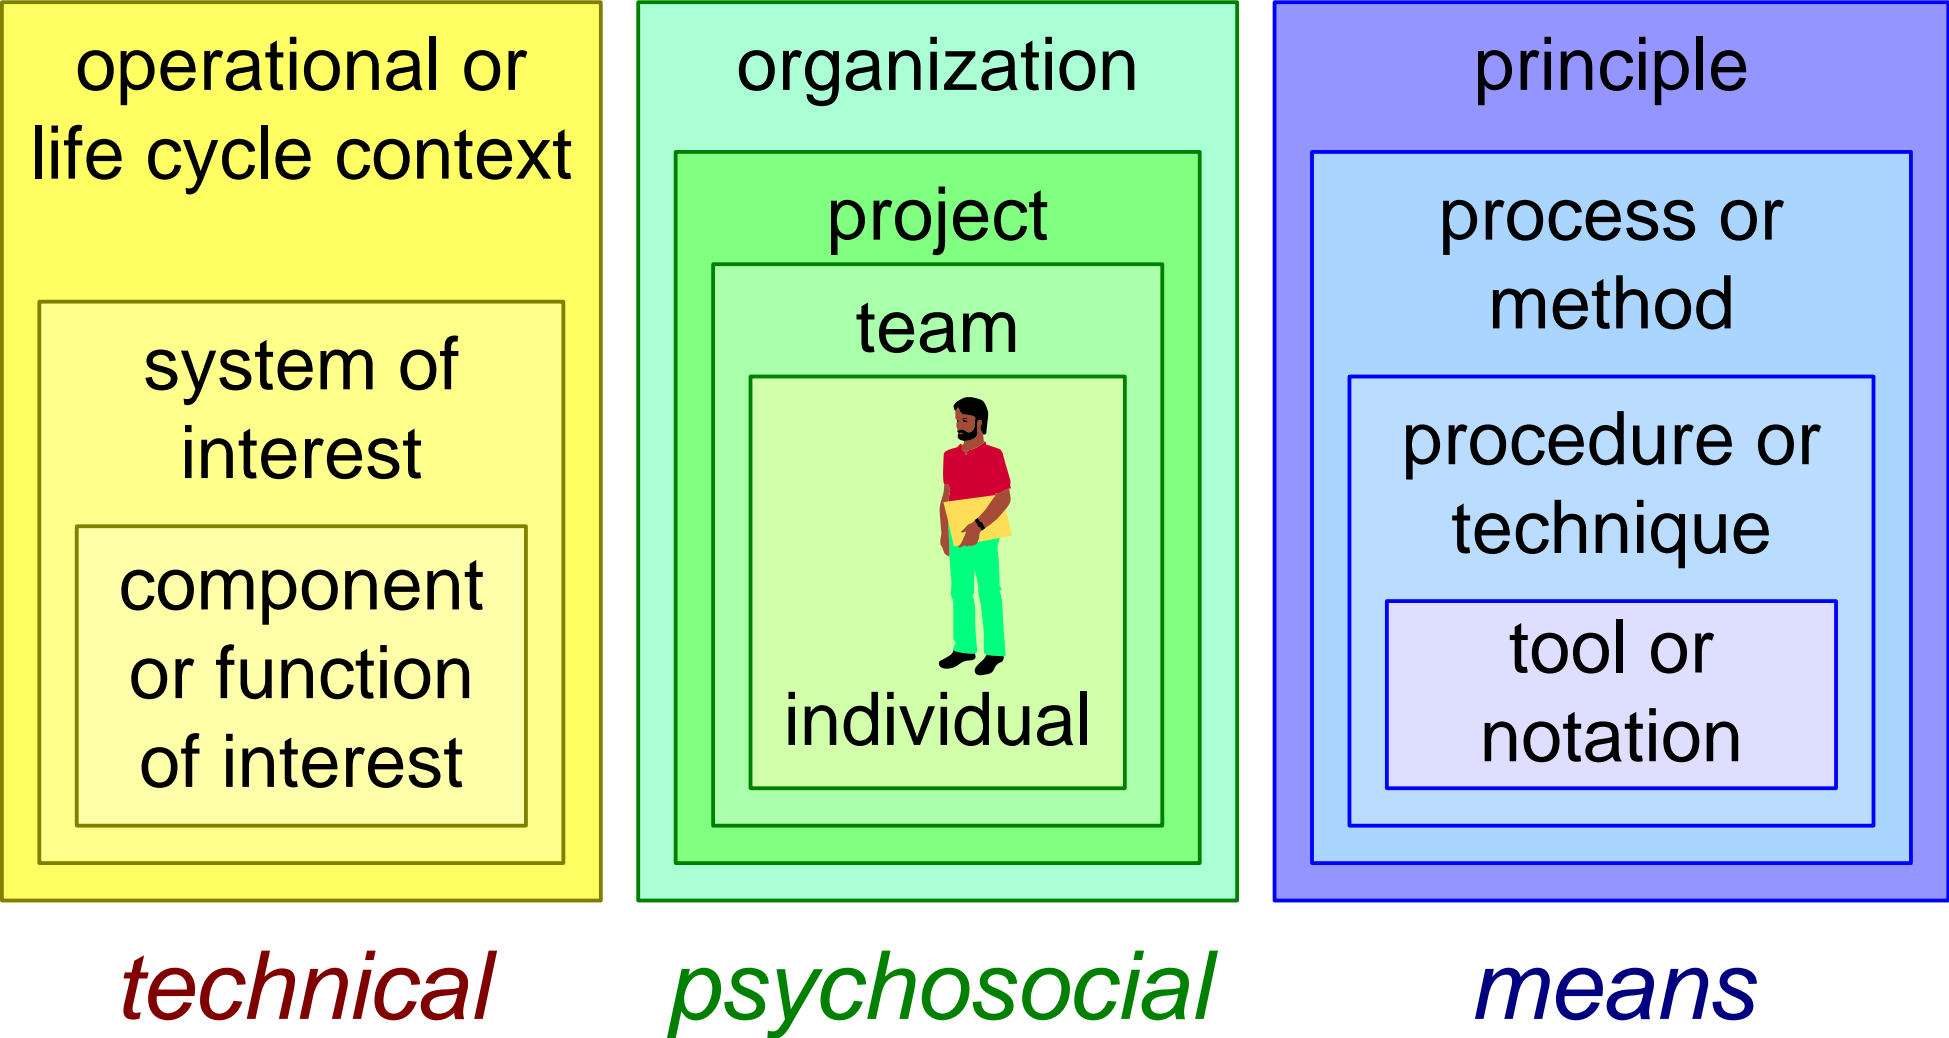 operational or
life cycle context
system of
interest
component
or function
of interest
technical
organization
project
team
individual
psychosocial
principle
process or
method
procedure or
technique
tool or
notation
means